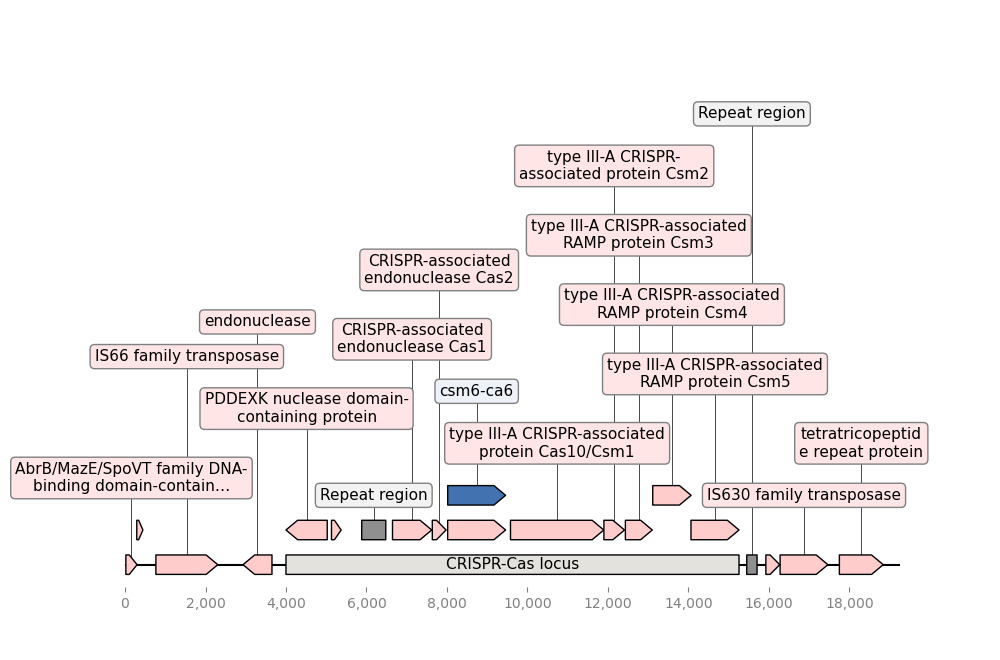 Repeat region
type III-A CRISPR-
associated protein Csm2
type III-A CRISPR-associated
RAMP protein Csm3
CRISPR-associated
endonuclease Cas2
type III-A CRISPR-associated
RAMP protein Csm4
endonuclease
CRISPR-associated
endonuclease Cas1
IS66 family transposase
type III-A CRISPR-associated
RAMP protein Csm5
csm6-ca6
PDDEXK nuclease domain-
containing protein
type III-A CRISPR-associated
protein Cas10/Csm1
tetratricopeptid
e repeat protein
AbrB/MazE/SpoVT family DNA-
binding domain-contain…
Repeat region
IS630 family transposase
CRISPR-Cas locus
0 2,000 4,000 6,000 8,000 10,000 12,000 14,000 16,000 18,000